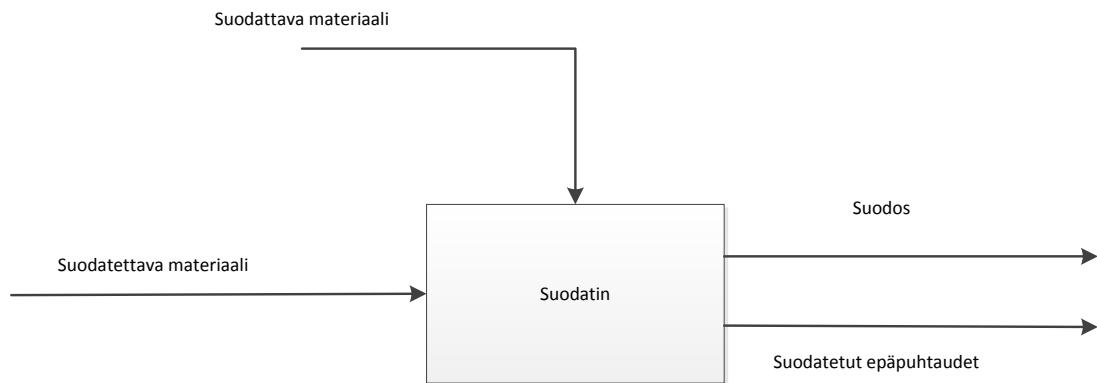 Suodattava materiaali
Suodos
Suodatettava materiaali
Suodatin
Suodatetut epäpuhtaudet